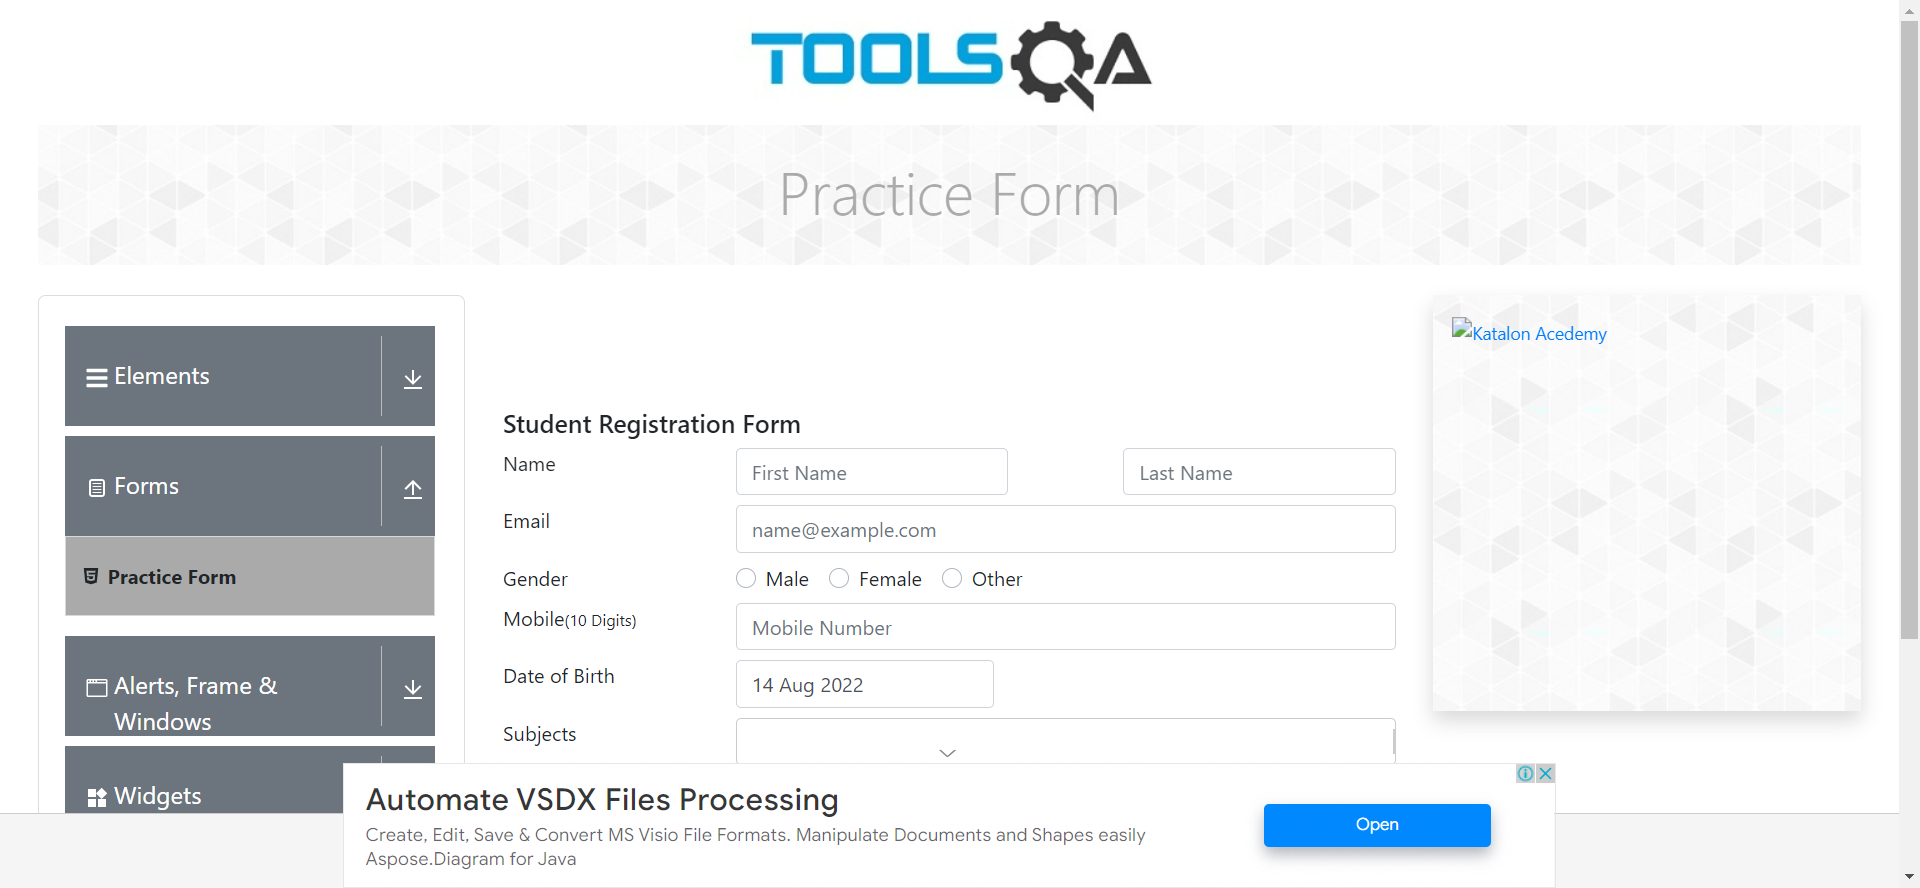 TOOLSQA
Practice Form
Elements
Forms
Practice Form
Alerts, Frame &
Windows
Widgets
Student Registration Form
Name
First Name
Last Name
Email
name@example.com
Gender
Male
Female
Other
Mobile(10 Digits)
Mobile Number
Date of Birth
14 Aug 2022
Subjects
Katalon Acedemy
Automate VSDX Files Processing
Create, Edit, Save & Convert MS Visio File Formats. Manipulate Documents and Shapes easily
Aspose.Diagram for Java
Open